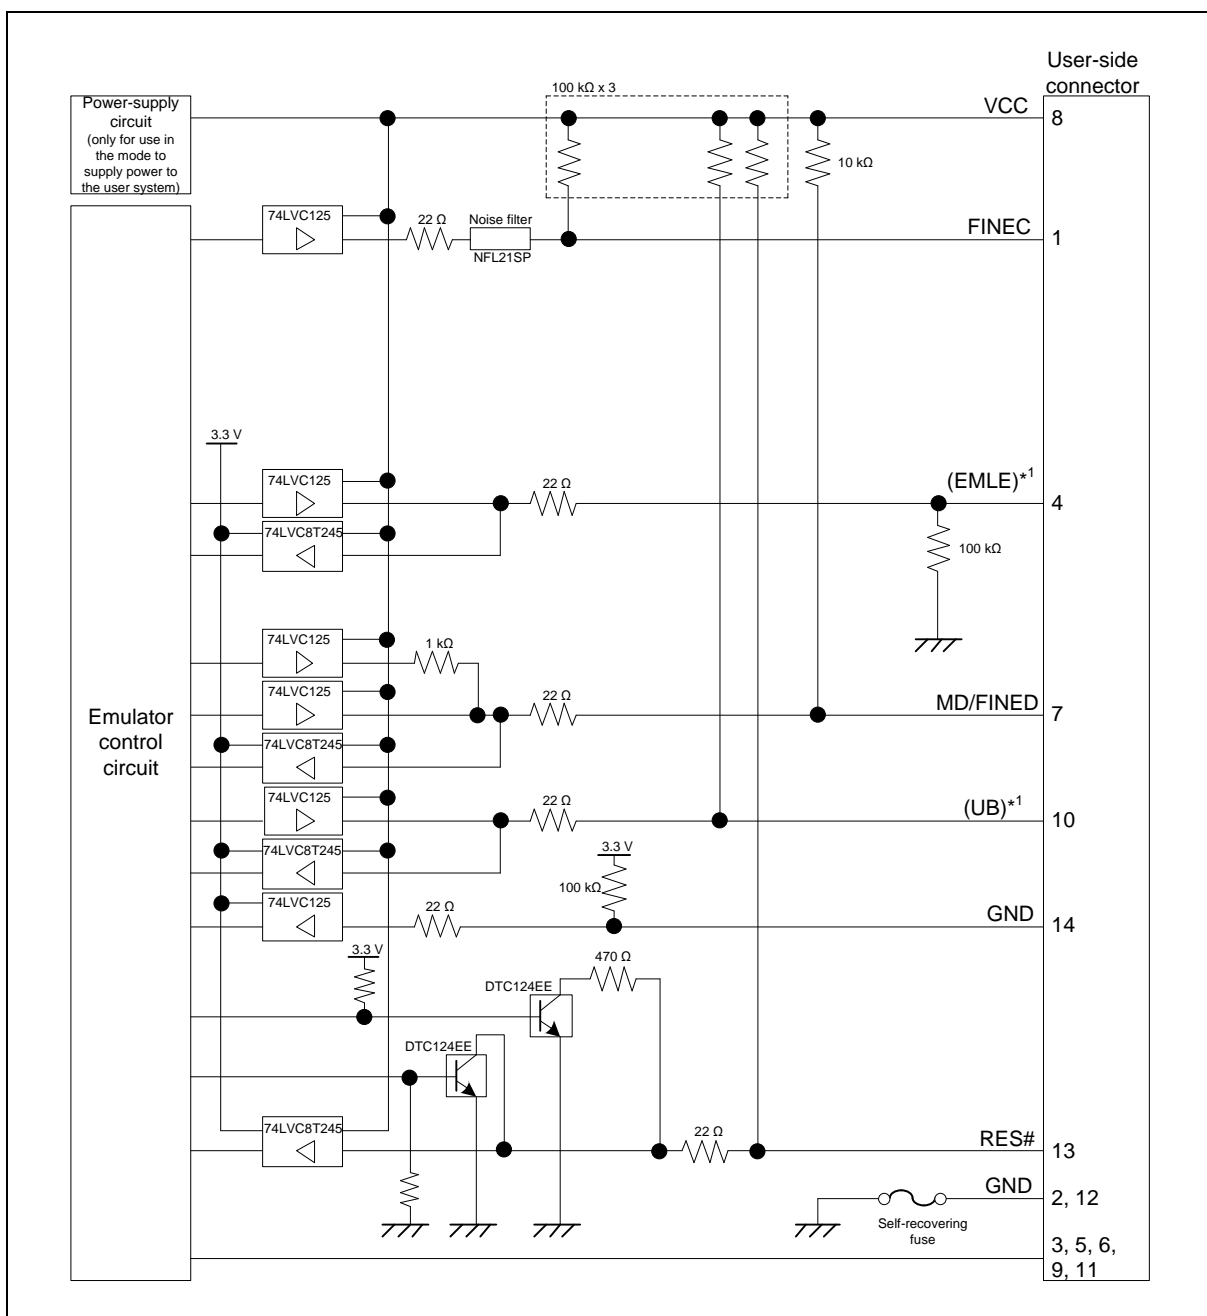 User-side
connector
Power-supply
circuit
(only for use in
the mode to
supply power to
the user system)
100 kΩ x 3
VCC
8
10 kΩ
74LVC125
22 Ω
Noise filter
NFL21SP
FINEC
1
3.3 V
74LVC125
22 Ω
(EMLE)*1
4
74LVC8T245
100 kΩ
74LVC125
1 kΩ
Emulator
control
circuit
74LVC125
22 Ω
MD/FINED
7
74LVC8T245
74LVC125
22 Ω
(UB)*1
10
74LVC8T245
3.3 V
100 kΩ
74LVC125
22 Ω
GND
14
3.3 V
470 Ω
DTC124EE
DTC124EE
74LVC8T245
22 Ω
RES#
13
GND
2, 12
Self-recovering
fuse
3, 5, 6,
9, 11